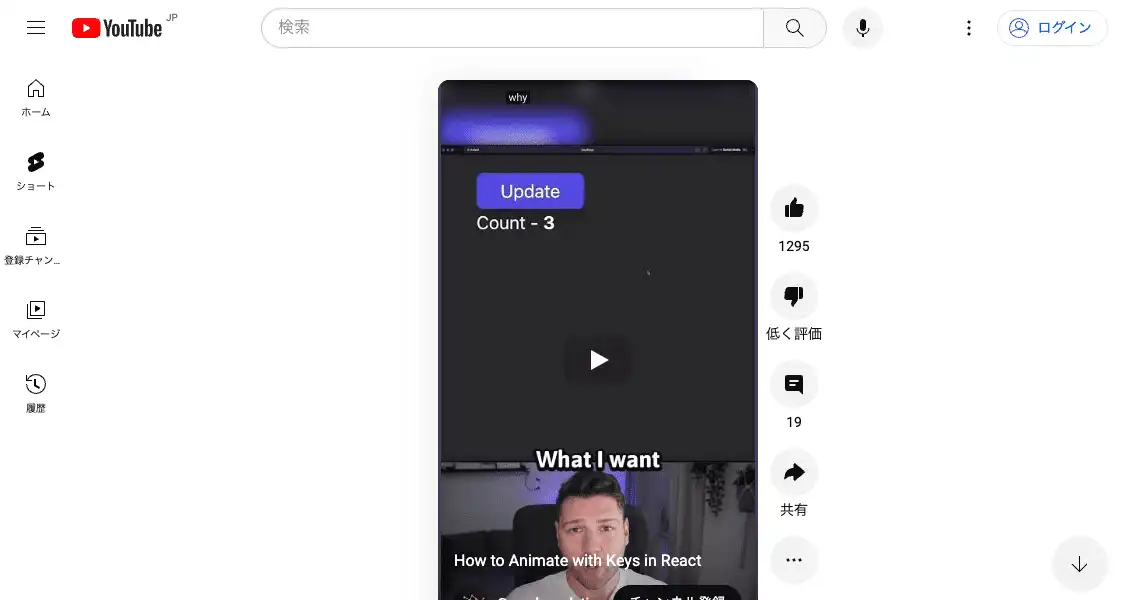 YouTube JP
検索
ログイン
ホーム
ショート
登録チャン...
マイページ
履歴
why
Update
Count - 3
What I want
How to Animate with Keys in React
チャンネル登録
1295
低く評価
19
共有